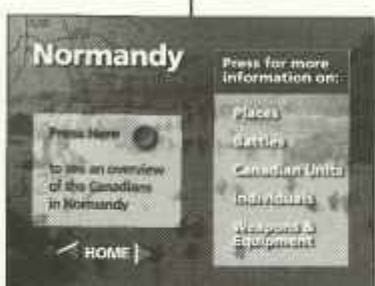 Normandy
Press Here
to see an overview
of the Canadians
in Normandy
HOME
Press for more
information on:
Places
Battles
Canadian Units
Individuals
Weapons &
Equipment